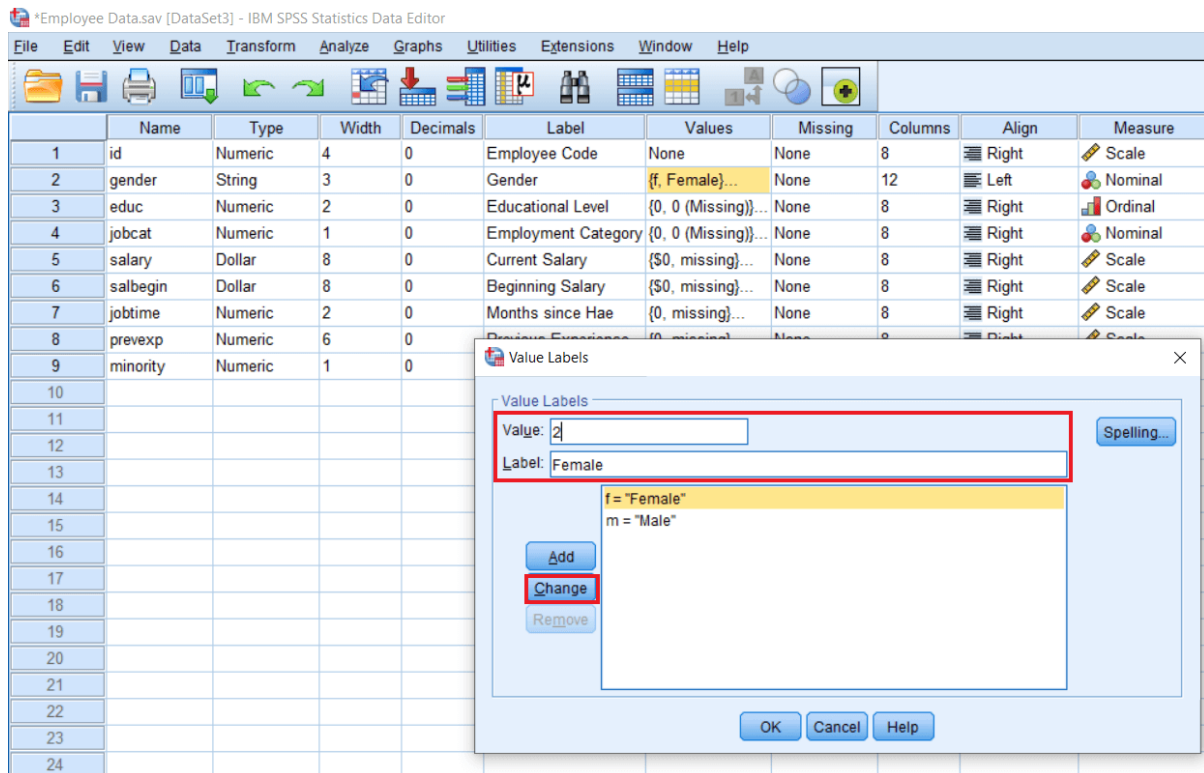 *Employee Data.sav [DataSet3] - IBM SPSS Statistics Data Editor
File Edit View Data Transform Analyze Graphs Utilities Extensions Window Help
Name Type Width Decimals Label Values Missing Columns Align Measure
1 id Numeric 4 0 Employee Code None None 8 Right Scale
2 gender String 3 0 Gender {f, Female}... None 12 Left Nominal
3 educ Numeric 2 0 Educational Level {0, 0 (Missing)}... None 8 Right Ordinal
4 jobcat Numeric 1 0 Employment Category {0, 0 (Missing)}... None 8 Right Nominal
5 salary Dollar 8 0 Current Salary {$0, missing}... None 8 Right Scale
6 salbegin Dollar 8 0 Beginning Salary {$0, missing}... None 8 Right Scale
7 jobtime Numeric 2 0 Months since Hae {0, missing}... None 8 Right Scale
8 prevexp Numeric 6 0 Previous Experience {0, missing} None 8 Right Scale
9 minority Numeric 1 0
10
11
12
13
14
15
16
17
18
19
20
21
22
23
24
Value Labels
Value Labels
Value: 2
Label: Female
Spelling...
f = "Female"
m = "Male"
Add
Change
Remove
OK Cancel Help